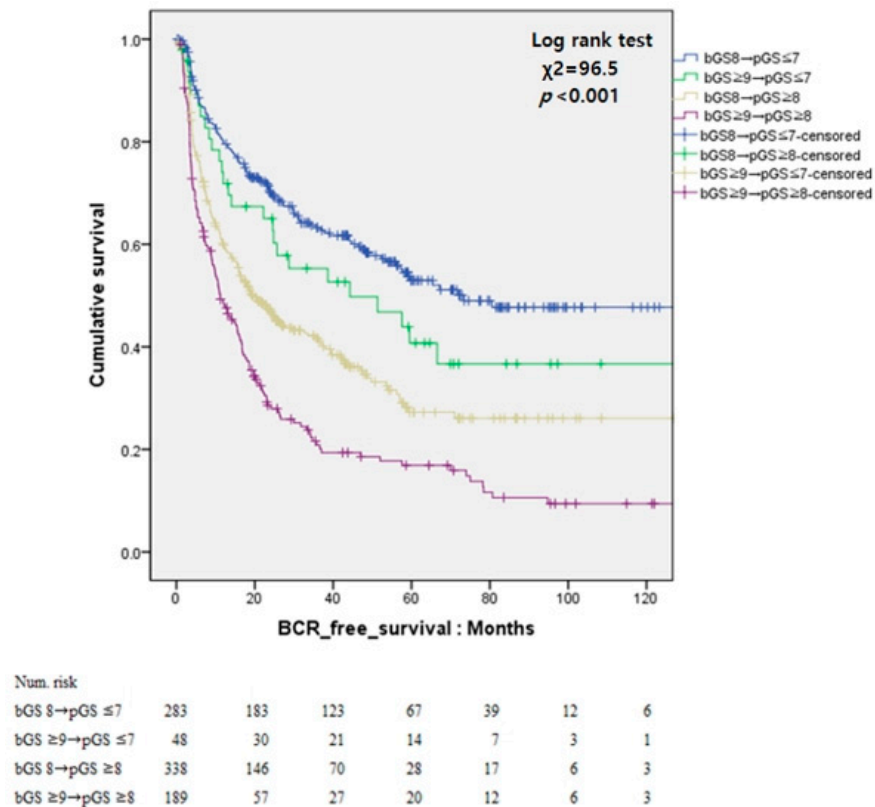 Log rank test
χ2=96.5
p<0.001
bGS8→pGS≤7
bGS≥9→pGS≤7
bGS8→pGS≥8
bGS≥9→pGS≥8
bGS8→pGS≤7-censored
bGS8→pGS≥8-censored
bGS≥9→pGS≤7-censored
bGS≥9→pGS≥8-censored
Cumulative survival
1.0
0.8
0.6
0.4
0.2
0.0
0 20 40 60 80 100 120
BCR_free_survival : Months
Num. risk
bGS 8→pGS ≤7 283 183 123 67 39 12 6
bGS ≥9→pGS ≤7 48 30 21 14 7 3 1
bGS 8→pGS ≥8 338 146 70 28 17 6 3
bGS ≥9→pGS ≥8 189 57 27 20 12 6 3